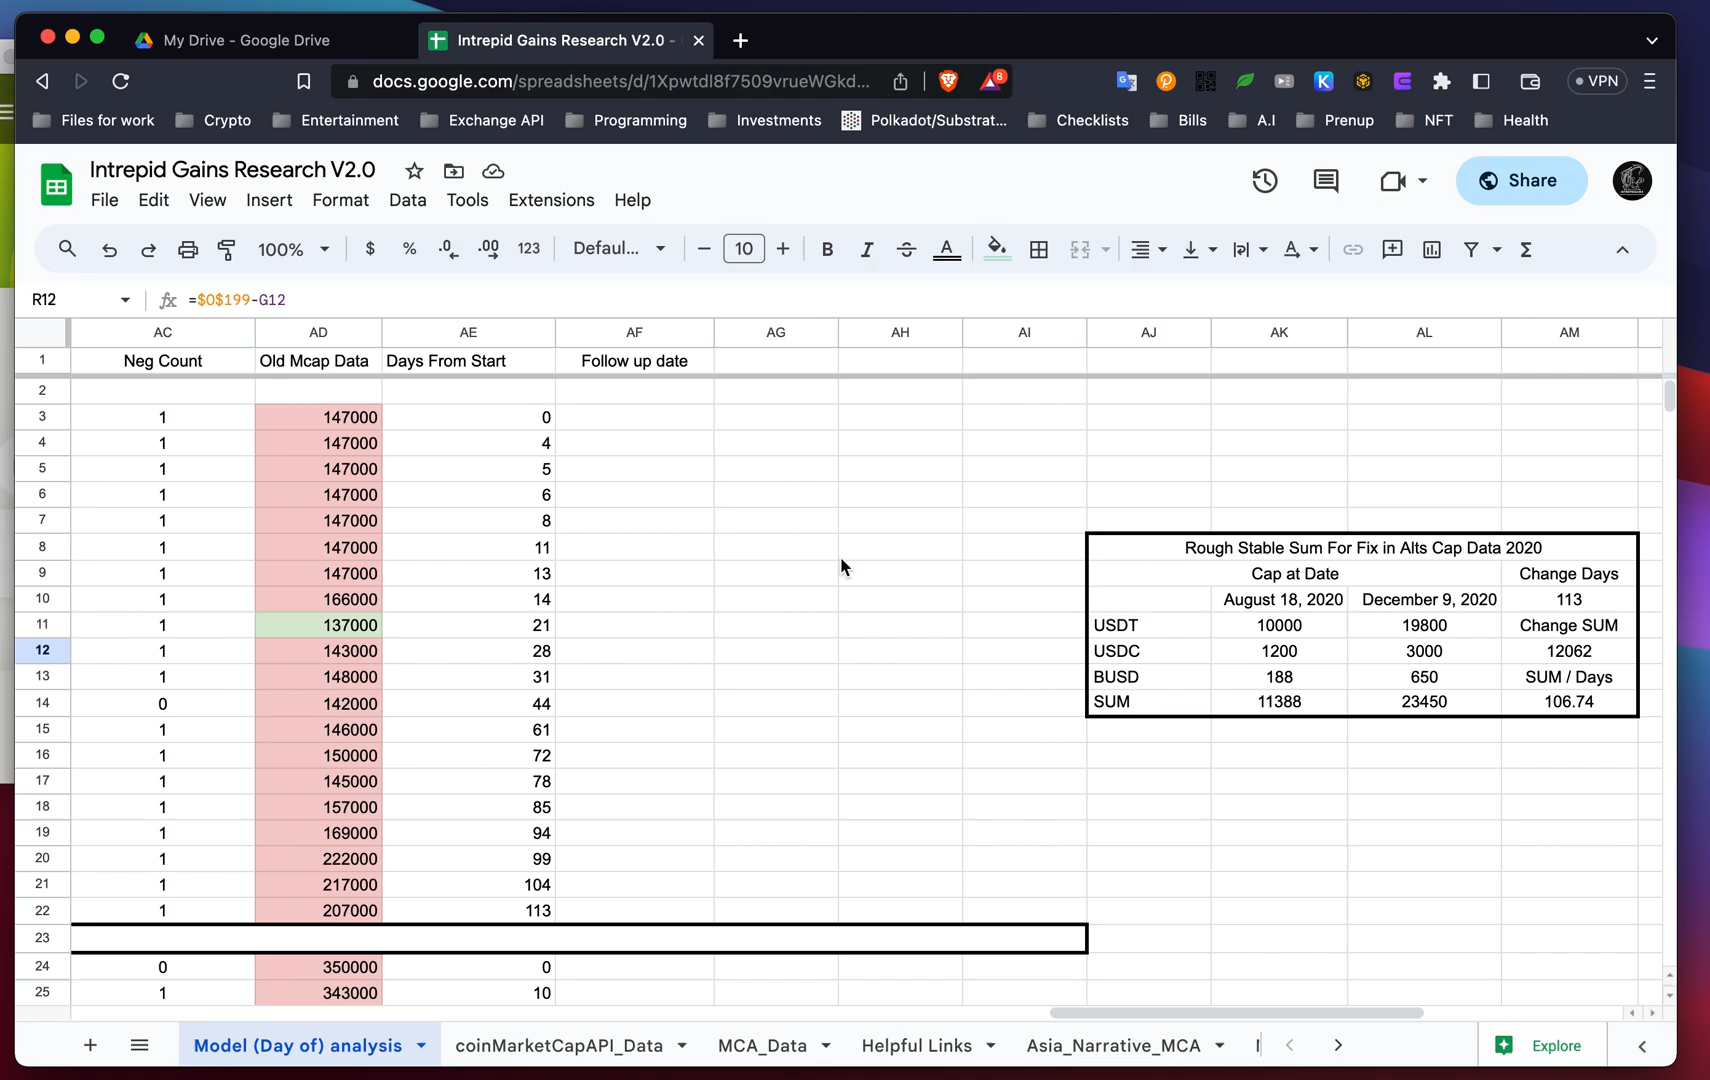 My Drive - Google Drive
Intrepid Gains Research V2.0 -
docs.google.com/spreadsheets/d/1Xpwtdl8f7509vrueWGkd...
8
VPN
Files for work Crypto Entertainment Exchange API Programming Investments Polkadot/Substrat... Checklists Bills A.I Prenup NFT Health
Intrepid Gains Research V2.0
File Edit View Insert Format Data Tools Extensions Help
Share
100% $ % .0 .00 123 Defaul... 10 B I A
R12 fx =$O$199-G12
AC AD AE AF AG AH AI AJ AK AL AM
1 Neg Count Old Mcap Data Days From Start Follow up date
2
3 1 147000 0
4 1 147000 4
5 1 147000 5
6 1 147000 6
7 1 147000 8
8 1 147000 11 Rough Stable Sum For Fix in Alts Cap Data 2020
9 1 147000 13 Cap at Date Change Days
10 1 166000 14 August 18, 2020 December 9, 2020 113
11 1 137000 21 USDT 10000 19800 Change SUM
12 1 143000 28 USDC 1200 3000 12062
13 1 148000 31 BUSD 188 650 SUM / Days
14 0 142000 44 SUM 11388 23450 106.74
15 1 146000 61
16 1 150000 72
17 1 145000 78
18 1 157000 85
19 1 169000 94
20 1 222000 99
21 1 217000 104
22 1 207000 113
23
24 0 350000 0
25 1 343000 10
Model (Day of) analysis coinMarketCapAPI_Data MCA_Data Helpful Links Asia_Narrative_MCA Explore